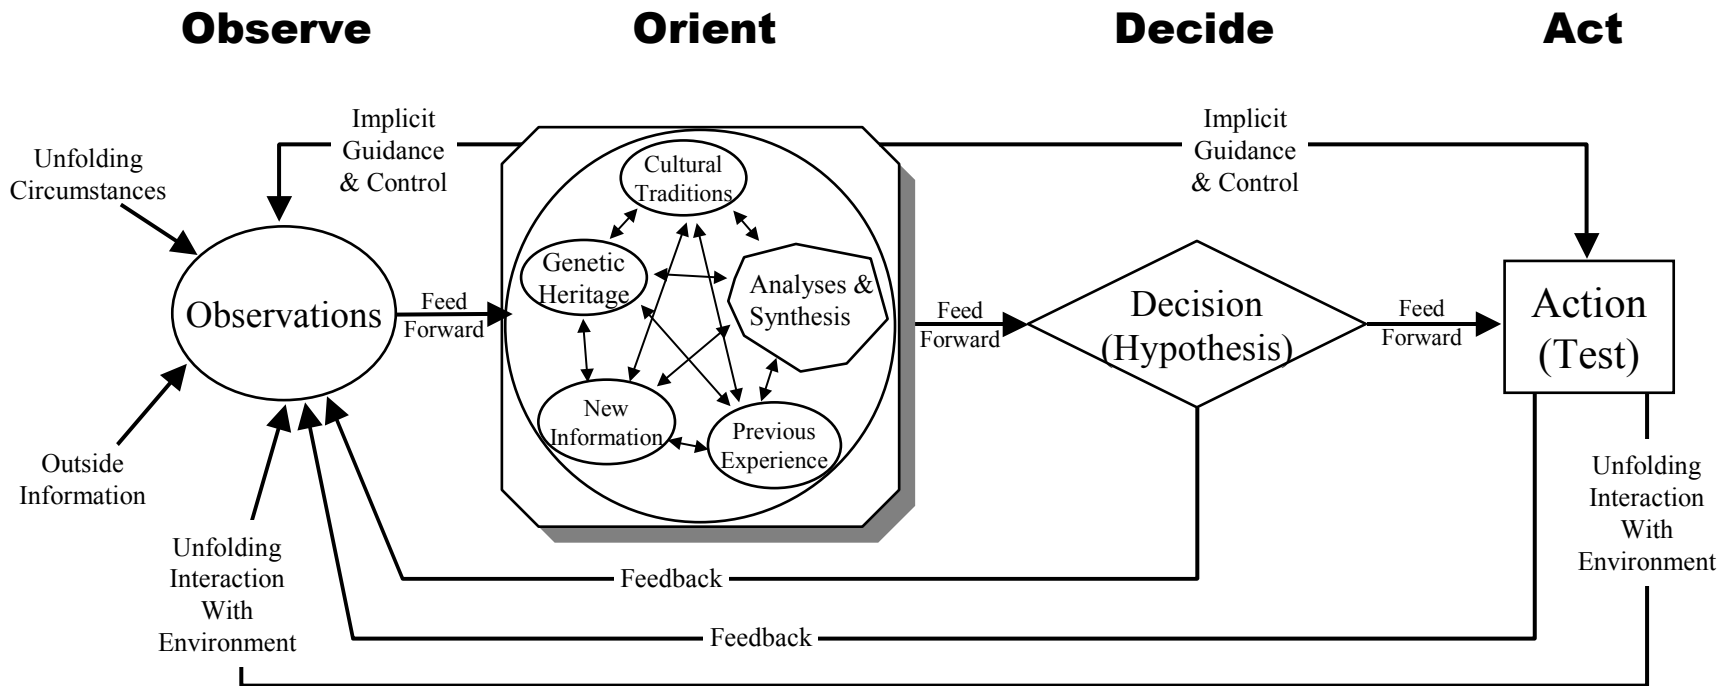 Observe
Orient
Decide
Act
Implicit
Guidance
& Control
Implicit
Guidance
& Control
Unfolding
Circumstances
Cultural
Traditions
Genetic
Heritage
Analyses &
Synthesis
Observations
Feed
Forward
Feed
Forward
Decision
(Hypothesis)
Feed
Forward
Action
(Test)
New
Information
Previous
Experience
Outside
Information
Unfolding
Interaction
With
Environment
Unfolding
Interaction
With
Environment
Feedback
Feedback